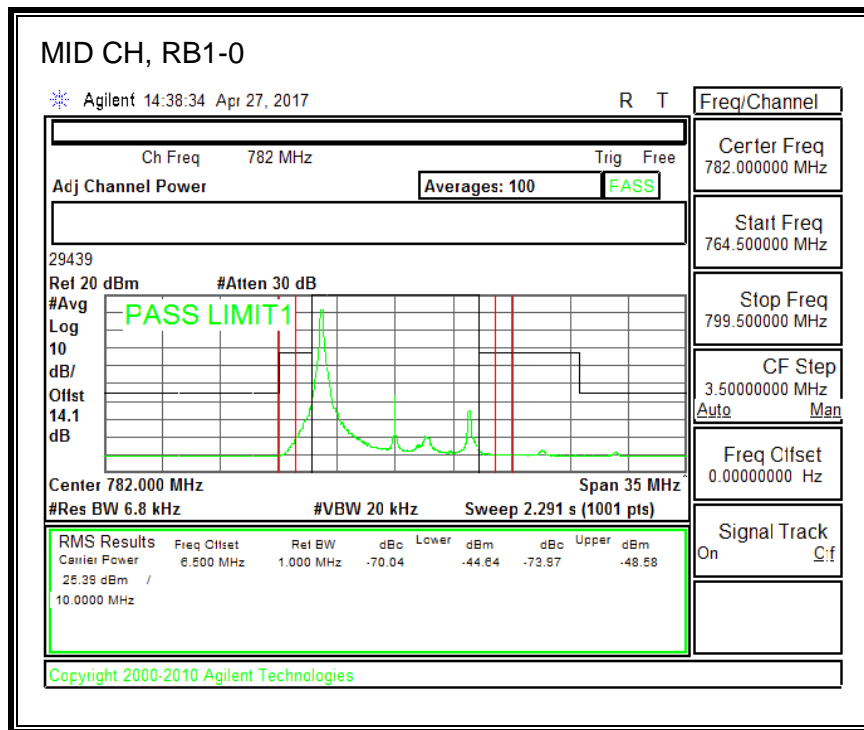 MID CH, RB1-0
Agilent 14:38:34 Apr 27, 2017 R T
Freq/Channel
Ch Freq 782 MHz Trig Free
Adj Channel Power Averages: 100 PASS
29439
Ref 20 dBm #Atten 30 dB
#Avg
Log
10
dB/
Offst
14.1
dB
PASS LIMIT1
Center 782.000 MHz Span 35 MHz
#Res BW 6.8 kHz #VBW 20 kHz Sweep 2.291 s (1001 pts)
RMS Results Freq Offset Ref BW dBc Lower dBm dBc Upper dBm
Carrier Power 6.500 MHz 1.000 MHz -70.04 -44.64 -73.97 -48.58
25.39 dBm /
10.0000 MHz
Copyright 2000-2010 Agilent Technologies
Center Freq
782.000000 MHz
Start Freq
764.500000 MHz
Stop Freq
799.500000 MHz
CF Step
3.50000000 MHz
Auto Man
Freq Offset
0.00000000 Hz
Signal Track
On Off